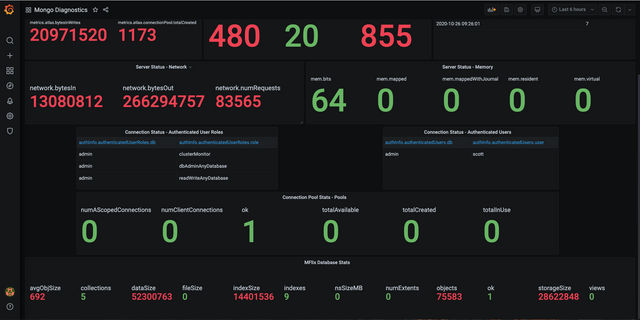 Mongo Diagnostics
Last 6 hours
metrics.atlas.bytesInWrites
metrics.atlas.connectionPool.totalCreated
20971520
1173
480
20
855
2020-10-26 09:26:01
7
Server Status - Network
network.bytesIn
network.bytesOut
network.numRequests
13080812
266294757
83565
Server Status - Memory
mem.bits
mem.mapped
mem.mappedWithJournal
mem.resident
mem.virtual
64
0
0
0
0
Connection Status - Authenticated User Roles
authInfo.authenticatedUserRoles.db
authInfo.authenticatedUserRoles.role
admin
clusterMonitor
admin
dbAdminAnyDatabase
admin
readWriteAnyDatabase
Connection Status - Authenticated Users
authInfo.authenticatedUsers.db
authInfo.authenticatedUsers.user
admin
scott
Connection Pool Stats - Pools
numAScopedConnections
numClientConnections
ok
totalAvailable
totalCreated
totalInUse
0
0
1
0
0
0
MFlix Database Stats
avgObjSize
collections
dataSize
fileSize
indexSize
indexes
nsSizeMB
numExtents
objects
ok
storageSize
views
692
5
52300763
0
14401536
9
0
0
75583
1
28622848
0